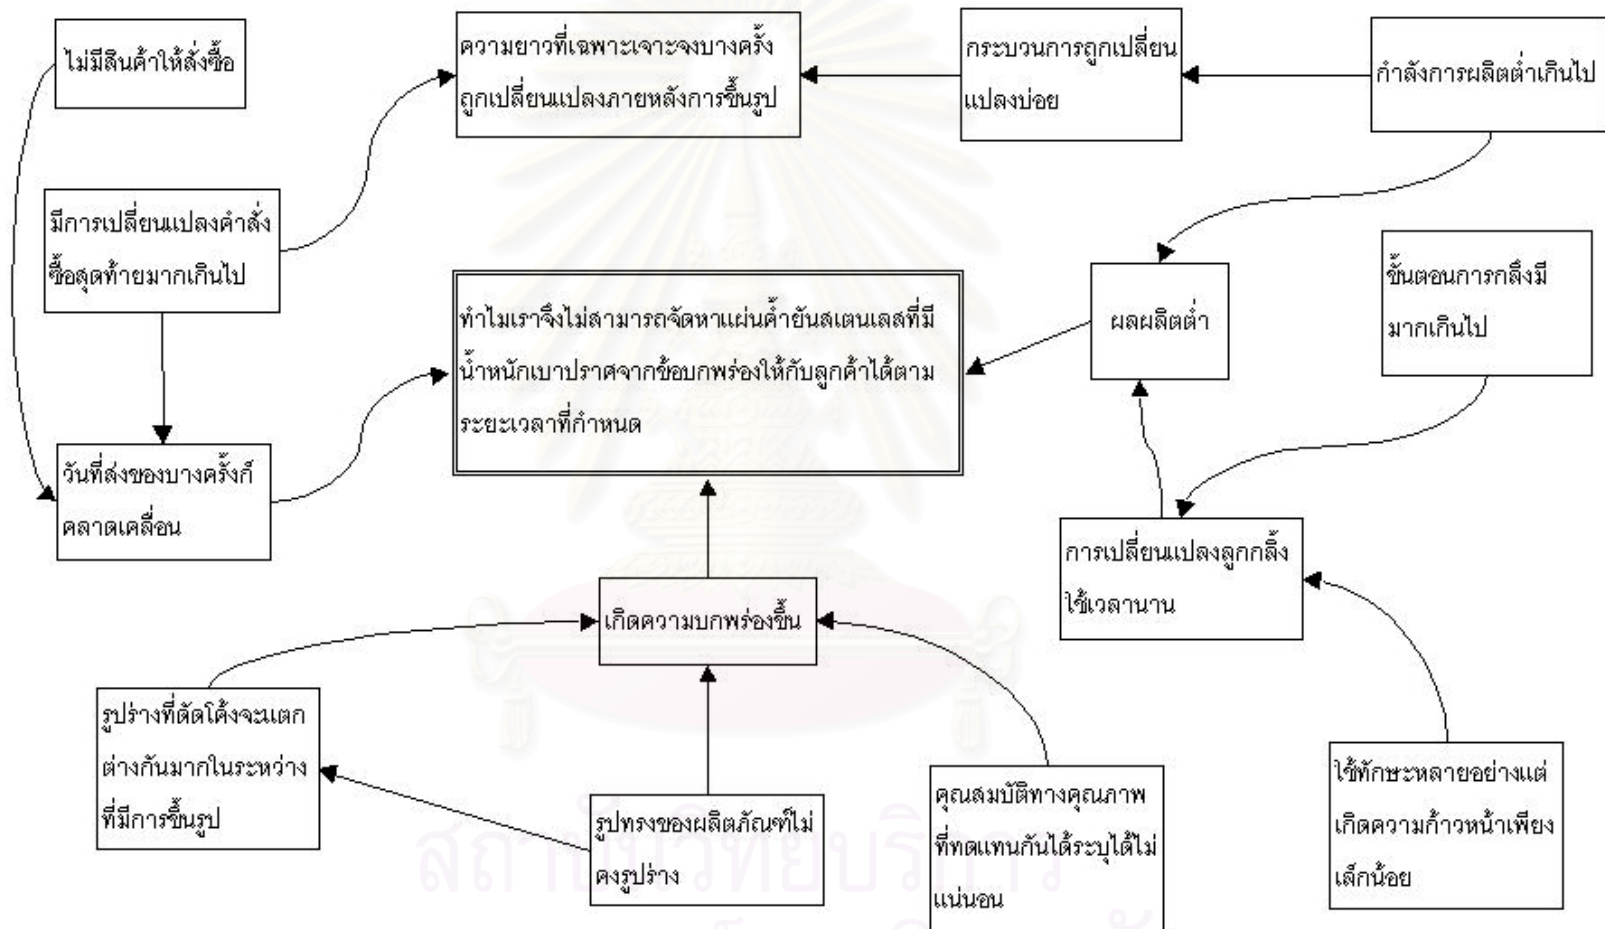 ไม่มีสินค้าให้สั่งซื้อ
ความยาวที่เฉพาะเจาะจงบางครั้ง
ถูกเปลี่ยนแปลงภายหลังการขึ้นรูป
กระบวนการถูกเปลี่ยน
แปลงบ่อย
กำลังการผลิตต่ำเกินไป
มีการเปลี่ยนแปลงคำสั่ง
ซื้อสุดท้ายมากเกินไป
ทำไมเราจึงไม่สามารถจัดหาแผ่นค้ำยันสเตนเลสที่มี
น้ำหนักเบาปราศจากข้อบกพร่องให้กับลูกค้าได้ตาม
ระยะเวลาที่กำหนด
ผลผลิตต่ำ
ขั้นตอนการกลึงมี
มากเกินไป
วันที่ส่งของบางครั้งก็
คลาดเคลื่อน
การเปลี่ยนแปลงลูกกลิ้ง
ใช้เวลานาน
เกิดความบกพร่องขึ้น
รูปร่างที่ดัดโค้งจะแตก
ต่างกันมากในระหว่าง
ที่มีการขึ้นรูป
รูปทรงของผลิตภัณฑ์ไม่
คงรูปร่าง
คุณสมบัติทางคุณภาพ
ที่ทดแทนกันได้ระบุได้ไม่
แน่นอน
ใช้ทักษะหลายอย่างแต่
เกิดความก้าวหน้าเพียง
เล็กน้อย
สถาบันวิทยบริการ